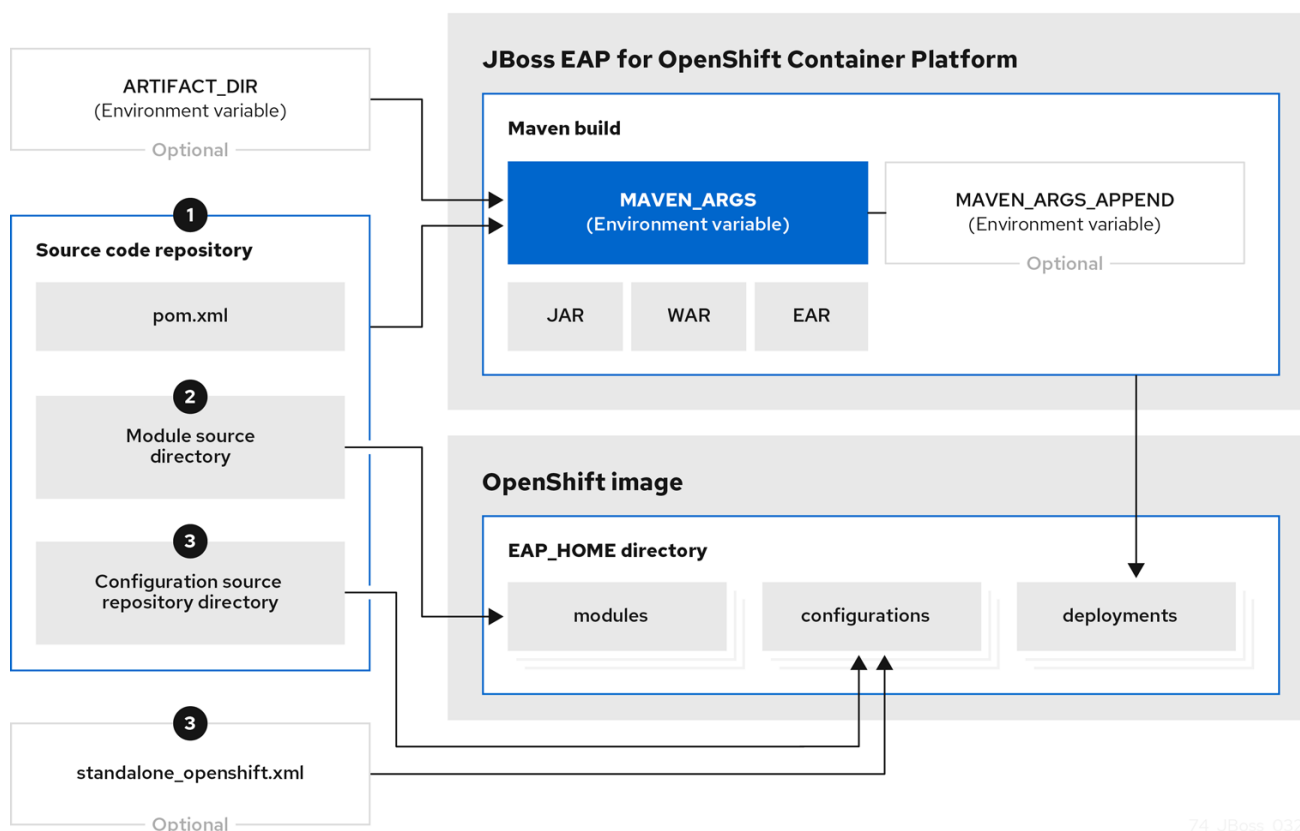 JBoss EAP for OpenShift Container Platform
ARTIFACT_DIR
(Environment variable)
Optional
Maven build
MAVEN_ARGS
(Environment variable)
MAVEN_ARGS_APPEND
(Environment variable)
Optional
JAR
WAR
EAR
1
Source code repository
pom.xml
2
Module source
directory
3
Configuration source
repository directory
OpenShift image
EAP_HOME directory
modules
configurations
deployments
3
standalone_openshift.xml
Optional
74_JBoss_032